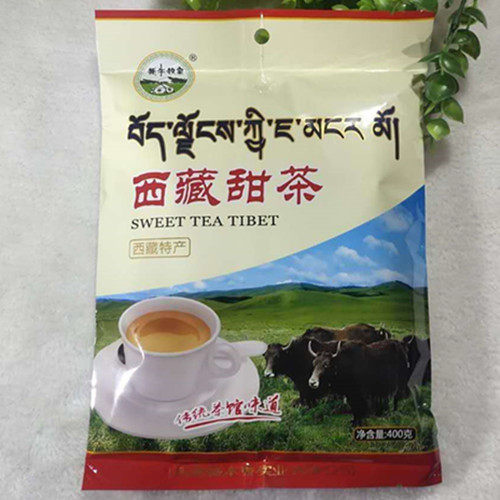 ®
བོད་ལྗོངས་ཀྱི་ཇ་མངར་མོ།
西藏甜茶
SWEET TEA TIBET
西藏特产
传统茶馆味道
净含量:400克